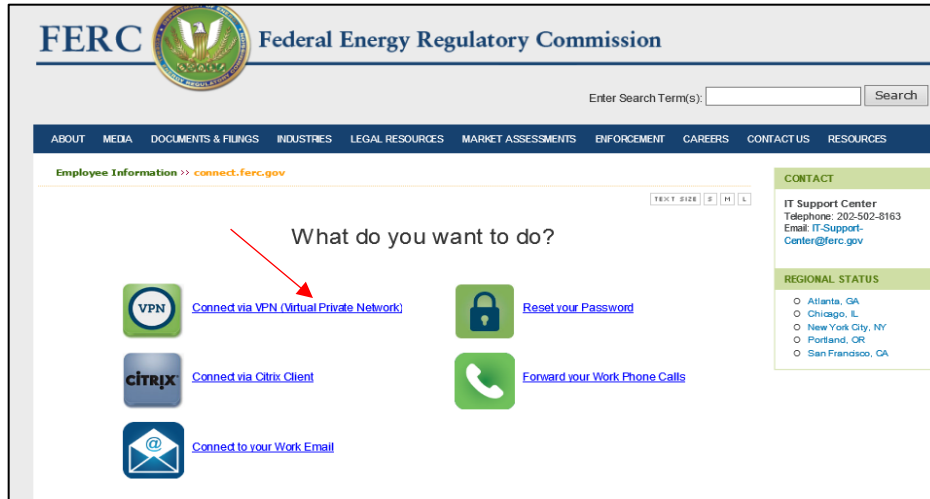 FERC Federal Energy Regulatory Commission
Enter Search Term(s): Search
ABOUT MEDIA DOCUMENTS & FILINGS INDUSTRIES LEGAL RESOURCES MARKET ASSESSMENTS ENFORCEMENT CAREERS CONTACT US RESOURCES
Employee Information >> connect.ferc.gov
TEXT SIZE S M L
What do you want to do?
VPN Connect via VPN (Virtual Private Network)
Reset your Password
CITRIX Connect via Citrix Client
Forward your Work Phone Calls
@ Connect to your Work Email
CONTACT
IT Support Center
Telephone: 202-502-8163
Email: IT-Support-
Center@ferc.gov
REGIONAL STATUS
Atlanta, GA
Chicago, IL
New York City, NY
Portland, OR
San Francisco, CA